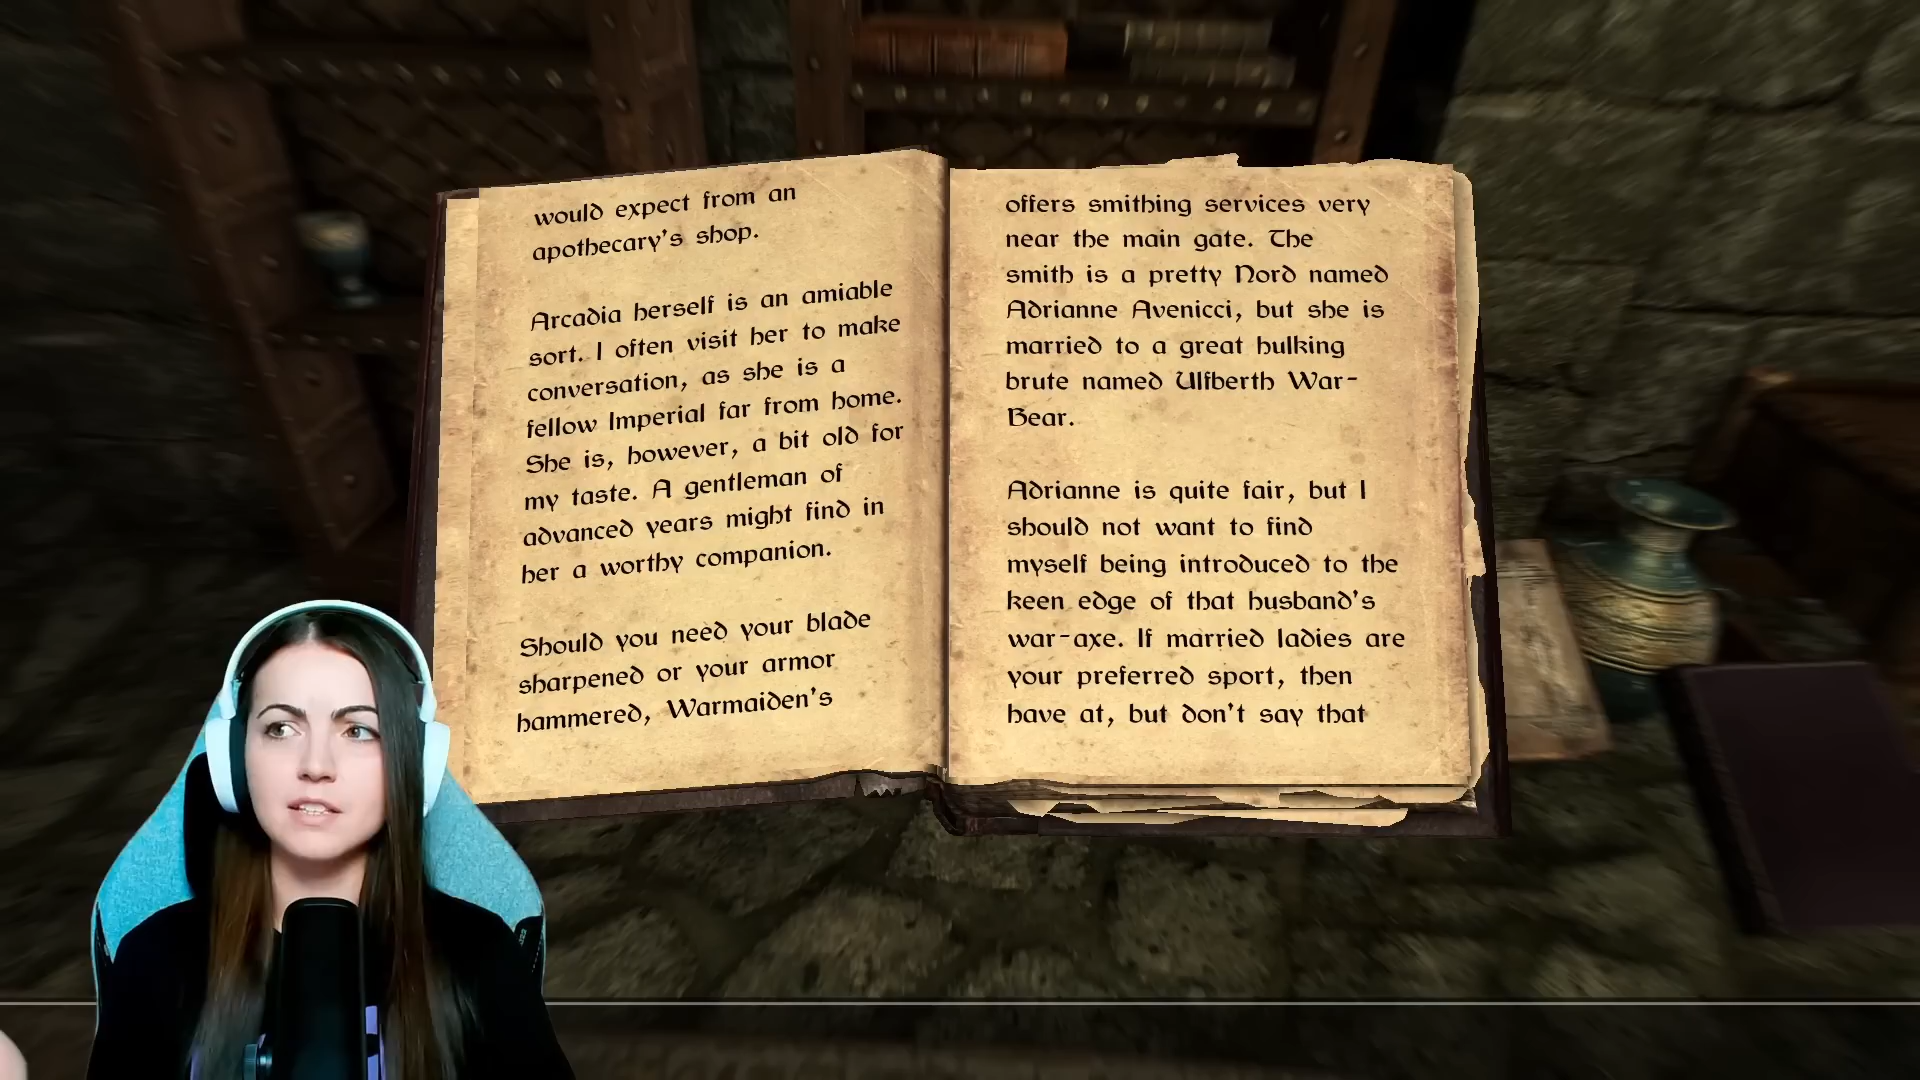 would expect from an
apothecary's shop.
Arcadia herself is an amiable
sort. I often visit her to make
conversation, as she is a
fellow Imperial far from home.
She is, however, a bit old for
my taste. A gentleman of
advanced years might find in
her a worthy companion.
Should you need your blade
sharpened or your armor
hammered, Warmaiden's
offers smithing services very
near the main gate. The
smith is a pretty Nord named
Adrianne Avenicci, but she is
married to a great hulking
brute named Ulfberth War-
Bear.
Adrianne is quite fair, but I
should not want to find
myself being introduced to the
keen edge of that husband's
war-axe. If married ladies are
your preferred sport, then
have at, but don't say that